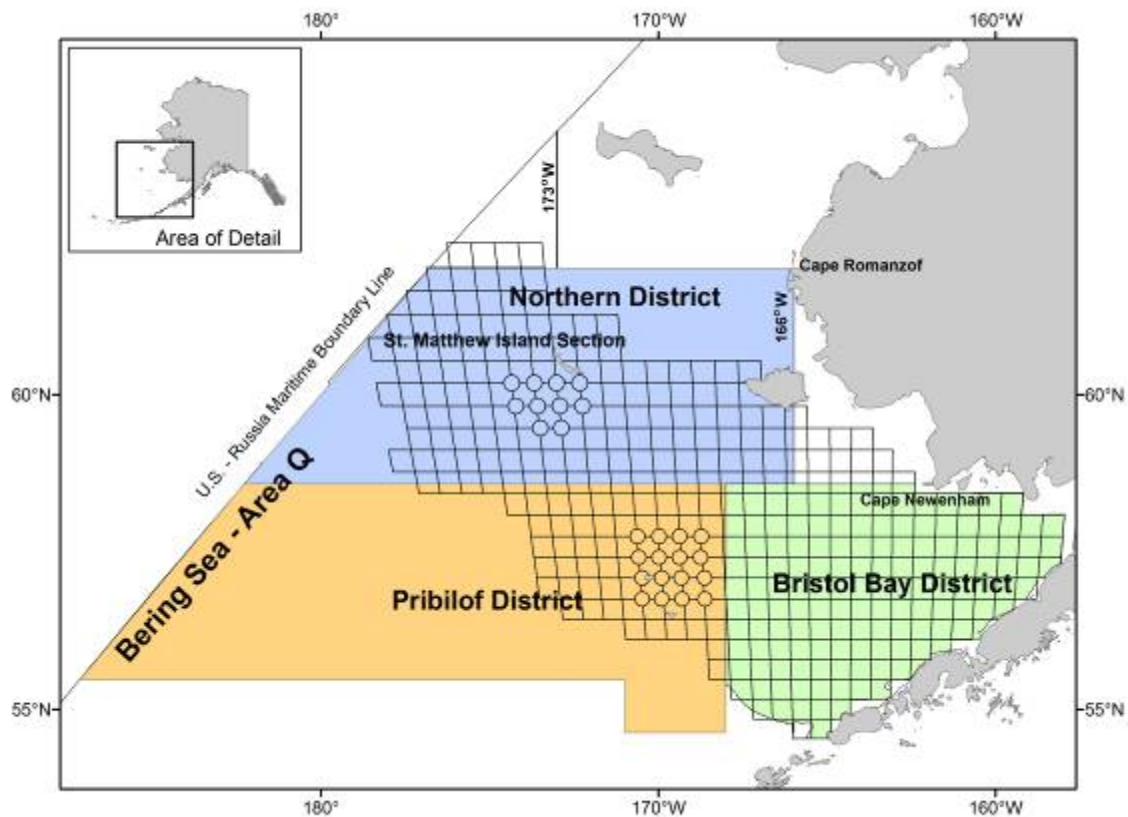 180°
170°W
160°W
Area of Detail
173°W
Cape Romanzof
U.S. - Russia Maritime Boundary Line
Northern District
166°W
St. Matthew Island Section
60°N
60°N
Bering Sea - Area Q
Cape Newenham
Pribilof District
Bristol Bay District
55°N
55°N
180°
170°W
160°W